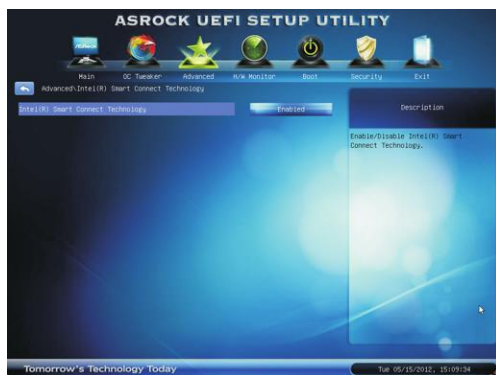 ASROCK UEFI SETUP UTILITY
Main OC Tweaker Advanced H/W Monitor Boot Security Exit
Advanced\Intel(R) Smart Connect Technology
Intel(R) Smart Connect Technology Enabled
Description
Enable/Disable Intel(R) Smart
Connect Technology.
Tomorrow's Technology Today Tue 05/15/2012, 15:09:34